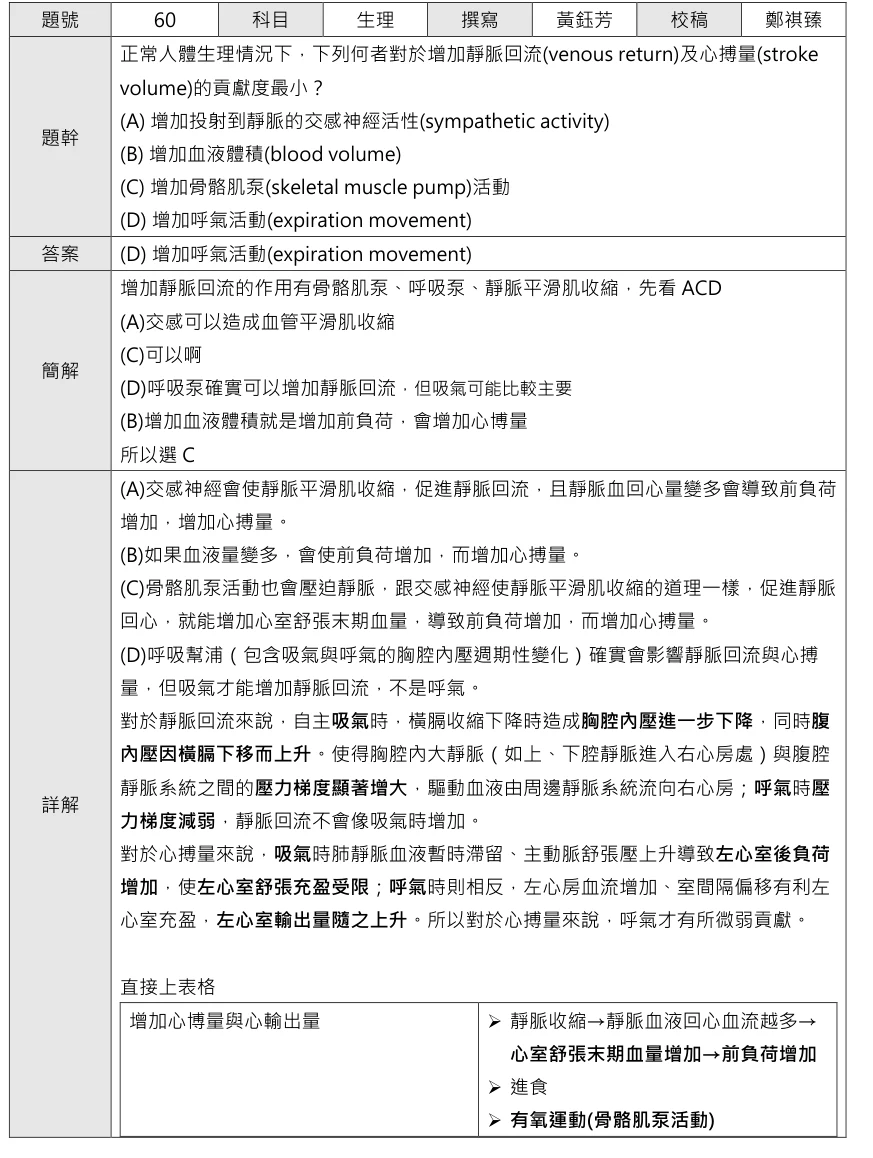 題號 60 科目 生理 撰寫 黃鈺芳 校稿 鄭祺臻
題幹
正常人體生理情況下，下列何者對於增加靜脈回流(venous return)及心搏量(stroke
volume)的貢獻度最小？
(A) 增加投射到靜脈的交感神經活性(sympathetic activity)
(B) 增加血液體積(blood volume)
(C) 增加骨骼肌泵(skeletal muscle pump)活動
(D) 增加呼氣活動(expiration movement)
答案
(D) 增加呼氣活動(expiration movement)
簡解
增加靜脈回流的作用有骨骼肌泵、呼吸泵、靜脈平滑肌收縮，先看 ACD
(A)交感可以造成血管平滑肌收縮
(C)可以啊
(D)呼吸泵確實可以增加靜脈回流，但吸氣可能比較主要
(B)增加血液體積就是增加前負荷，會增加心博量
所以選 C
詳解
(A)交感神經會使靜脈平滑肌收縮，促進靜脈回流，且靜脈血回心量變多會導致前負荷
增加，增加心搏量。
(B)如果血液量變多，會使前負荷增加，而增加心搏量。
(C)骨骼肌泵活動也會壓迫靜脈，跟交感神經使靜脈平滑肌收縮的道理一樣，促進靜脈
回心，就能增加心室舒張末期血量，導致前負荷增加，而增加心搏量。
(D)呼吸幫浦（包含吸氣與呼氣的胸腔內壓週期性變化）確實會影響靜脈回流與心搏
量，但吸氣才能增加靜脈回流，不是呼氣。
對於靜脈回流來說，自主吸氣時，橫膈收縮下降時造成胸腔內壓進一步下降，同時腹
內壓因橫膈下移而上升。使得胸腔內大靜脈（如上、下腔靜脈進入右心房處）與腹腔
靜脈系統之間的壓力梯度顯著增大，驅動血液由周邊靜脈系統流向右心房；呼氣時壓
力梯度減弱，靜脈回流不會像吸氣時增加。
對於心搏量來說，吸氣時肺靜脈血液暫時滯留、主動脈舒張壓上升導致左心室後負荷
增加，使左心室舒張充盈受限；呼氣時則相反，左心房血流增加、室間隔偏移有利左
心室充盈，左心室輸出量隨之上升。所以對於心搏量來說，呼氣才有所微弱貢獻。
直接上表格
增加心博量與心輸出量
➢ 靜脈收縮→靜脈血液回心血流越多→
心室舒張末期血量增加→前負荷增加
➢ 進食
➢ 有氧運動(骨骼肌泵活動)